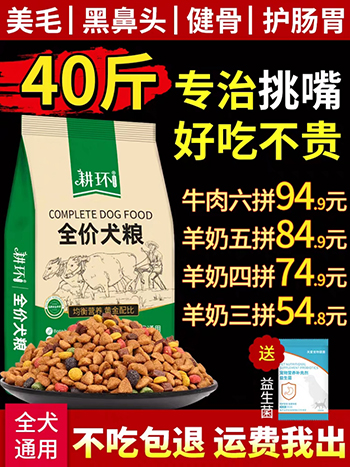 美毛|黑鼻头|健骨|护肠胃
40斤
专治挑嘴
好吃不贵
耕环
COMPLETE DOG FOOD
全价犬粮
牛肉六拼94.9元
羊奶五拼84.9元
羊奶四拼74.9元
羊奶三拼54.8元
均衡营养 黄金配比
全价犬粮
送
益生菌
全犬
通用
不吃包退 运费我出